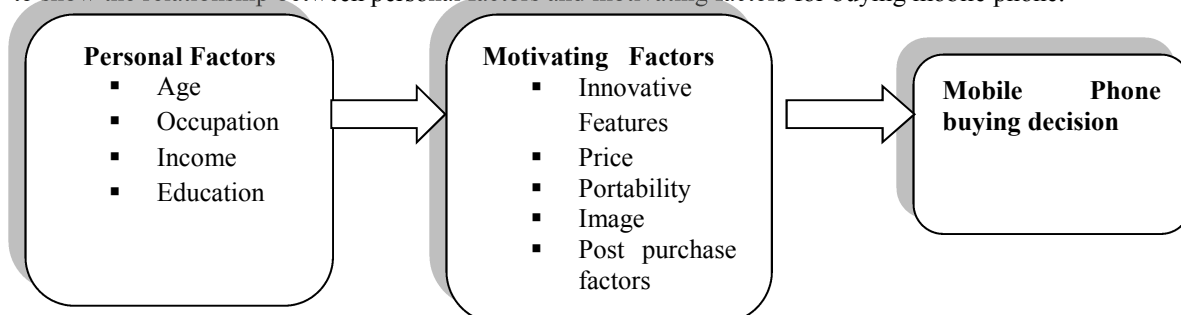 to show the relationship between personal factors and motivating factors for buying mobile phone.
Personal Factors
▪ Age
▪ Occupation
▪ Income
▪ Education
Motivating Factors
▪ Innovative
Features
▪ Price
▪ Portability
▪ Image
▪ Post purchase
factors
Mobile Phone
buying decision